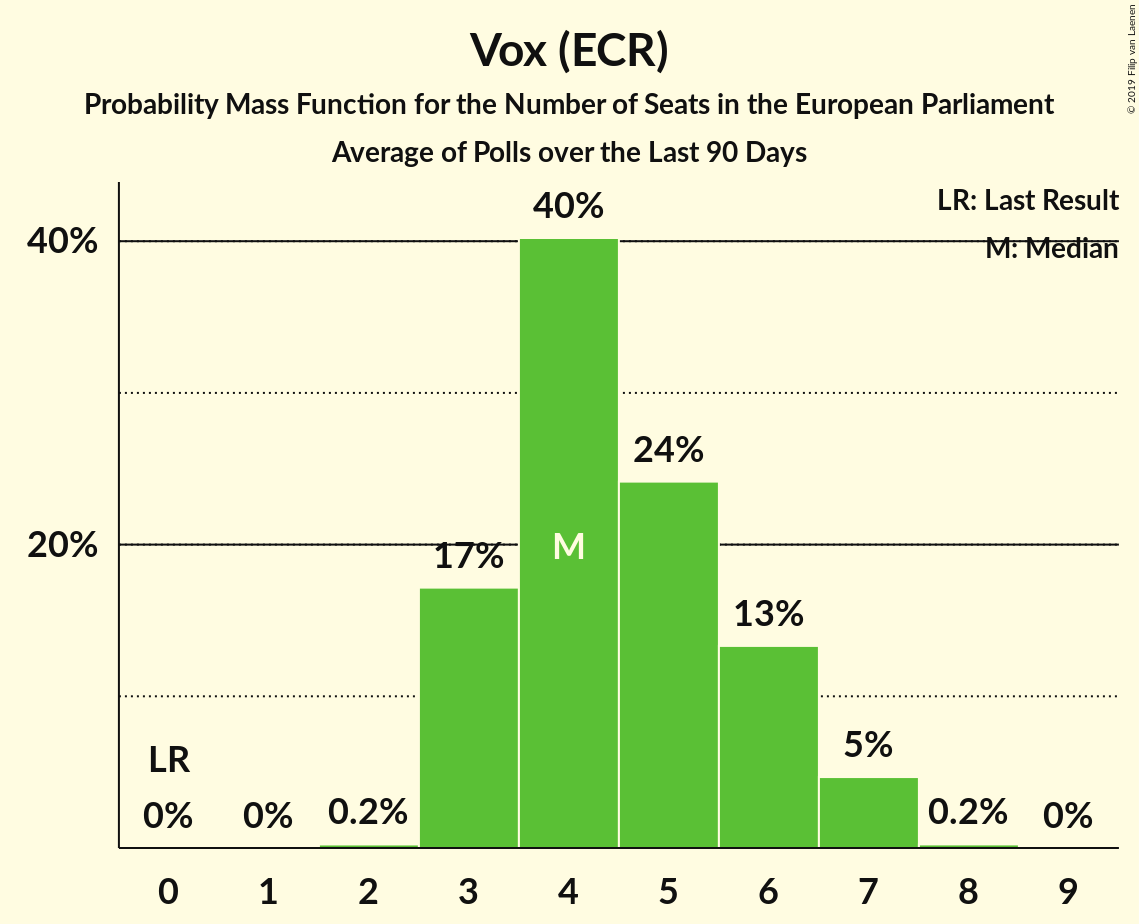 Vox (ECR)
Probability Mass Function for the Number of Seats in the European Parliament
Average of Polls over the Last 90 Days
© 2019 Filip van Laenen
LR: Last Result
M: Median
40%
20%
LR
0%
0%
0.2%
17%
40%
M
24%
13%
5%
0.2%
0%
0 1 2 3 4 5 6 7 8 9